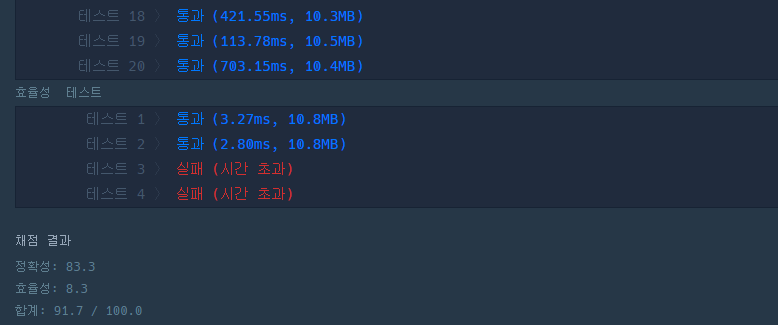 테스트 18 〉 통과 (421.55ms, 10.3MB)
테스트 19 〉 통과 (113.78ms, 10.5MB)
테스트 20 〉 통과 (703.15ms, 10.4MB)
효율성 테스트
테스트 1 〉 통과 (3.27ms, 10.8MB)
테스트 2 〉 통과 (2.80ms, 10.8MB)
테스트 3 〉 실패 (시간 초과)
테스트 4 〉 실패 (시간 초과)
채점 결과
정확성: 83.3
효율성: 8.3
합계: 91.7 / 100.0